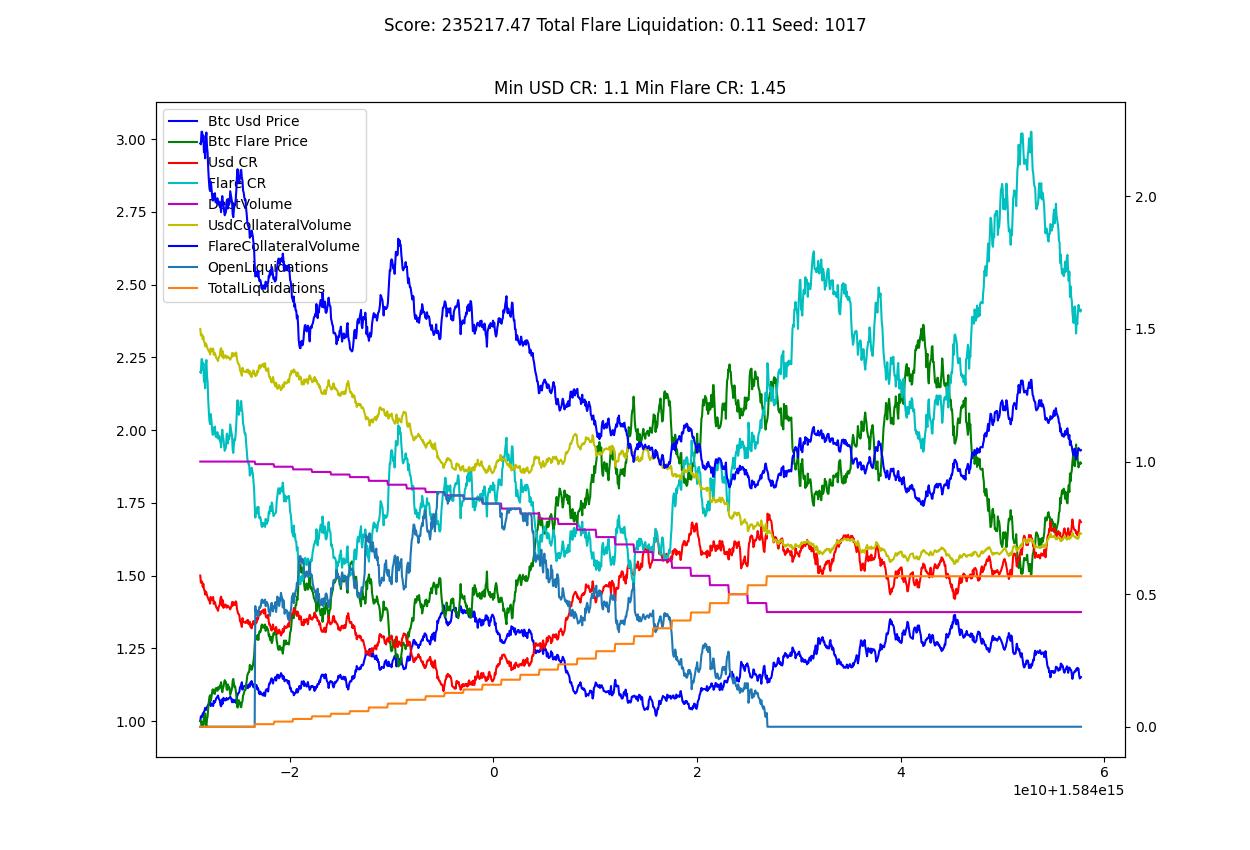 Score: 235217.47 Total Flare Liquidation: 0.11 Seed: 1017
Min USD CR: 1.1 Min Flare CR: 1.45
Btc Usd Price
Btc Flare Price
Usd CR
Flare CR
DebtVolume
UsdCollateralVolume
FlareCollateralVolume
OpenLiquidations
TotalLiquidations
3.00
2.75
2.50
2.25
2.00
1.75
1.50
1.25
1.00
2.0
1.5
1.0
0.5
0.0
−2
0
2
4
6
1e10+1.584e15